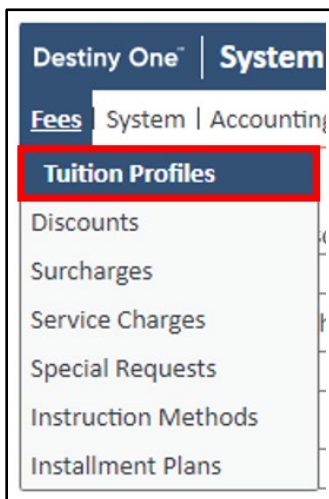 Destiny One™ | System
Fees | System | Accounting
Tuition Profiles
Discounts
Surcharges
Service Charges
Special Requests
Instruction Methods
Installment Plans